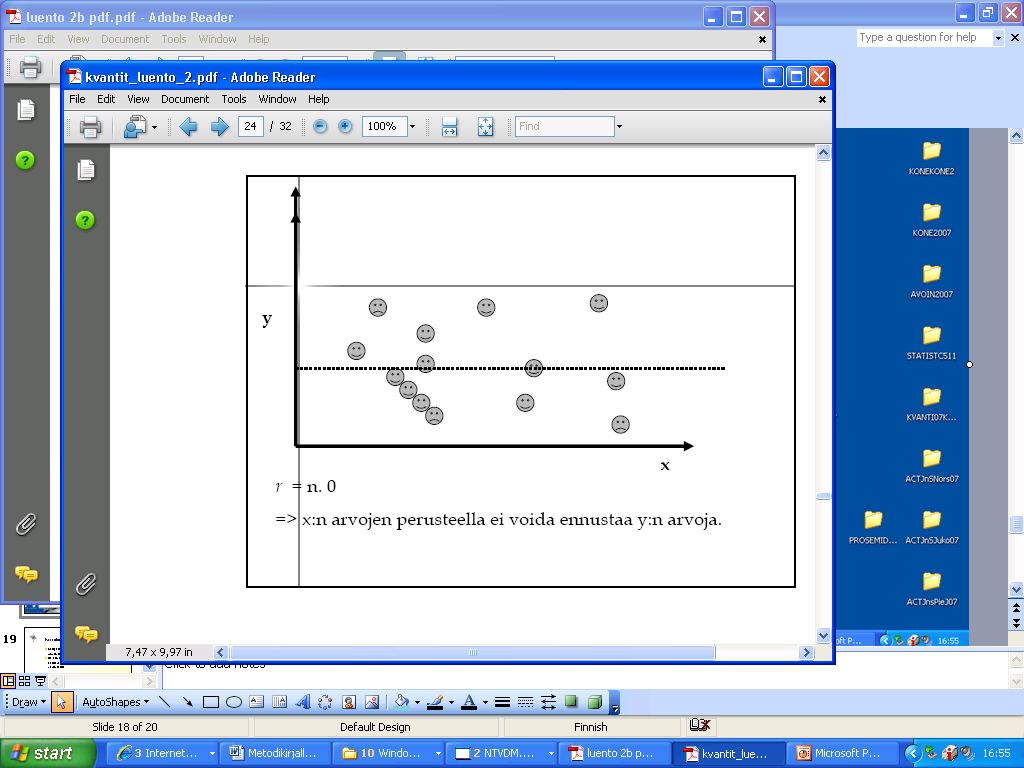 luento 2b pdf.pdf - Adobe Reader
File Edit View Document Tools Window Help
Type a question for help
kvantit_luento_2.pdf - Adobe Reader
File Edit View Document Tools Window Help
24 / 32 100% Find
y
x
r = n. 0
=> x:n arvojen perusteella ei voida ennustaa y:n arvoja.
7,47 x 9,97 in
KONEKONE2
KONE2007
AVOIN2007
STATISTC511
KVANTI07K...
ACTJnSNors07
PROSEMID... ACTJnSJuko07
ACTJnsPieJ07
oft P... 16:55
19
Click to add notes
Draw AutoShapes
Slide 18 of 20 Default Design Finnish
start 3 Internet... Metodikirjall... 10 Windo... 2 NTVDM.... luento 2b p... kvantit_lue... Microsoft P... 16:55